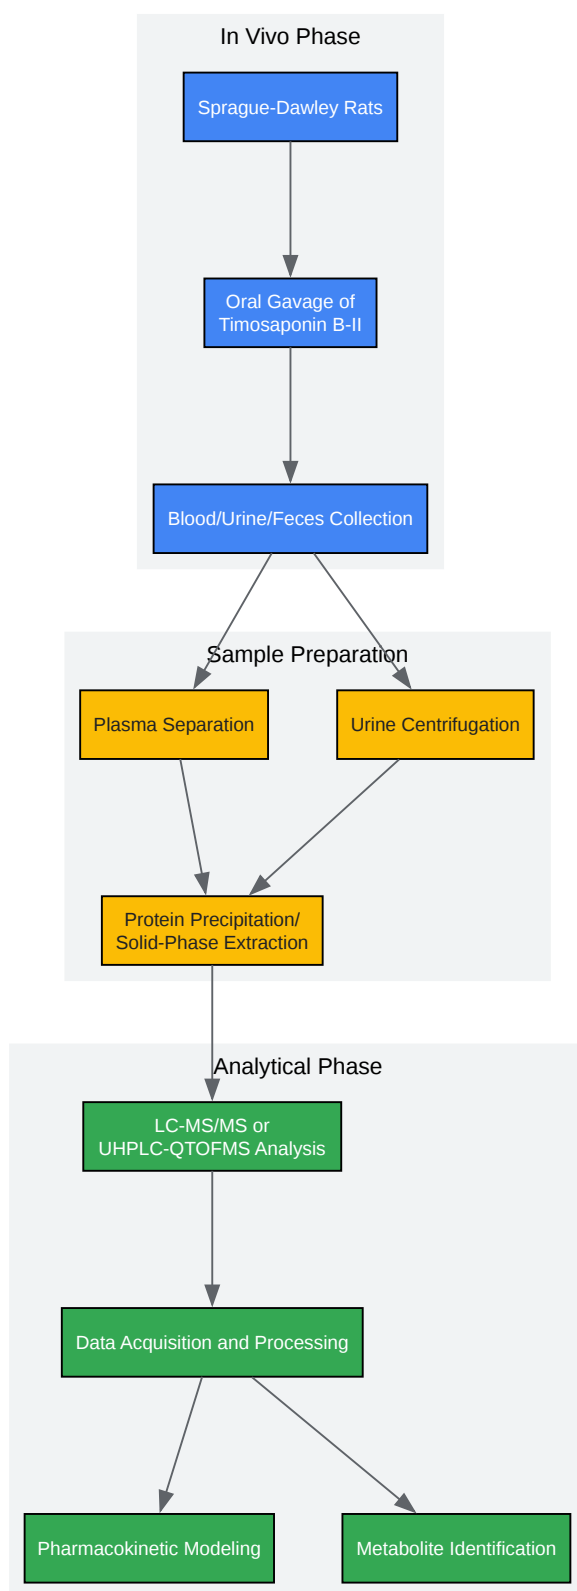 In Vivo Phase
Sprague-Dawley Rats
Oral Gavage of
Timosaponin B-II
Blood/Urine/Feces Collection
Sample Preparation
Plasma Separation
Urine Centrifugation
Protein Precipitation/
Solid-Phase Extraction
Analytical Phase
LC-MS/MS or
UHPLC-QTOFMS Analysis
Data Acquisition and Processing
Pharmacokinetic Modeling
Metabolite Identification